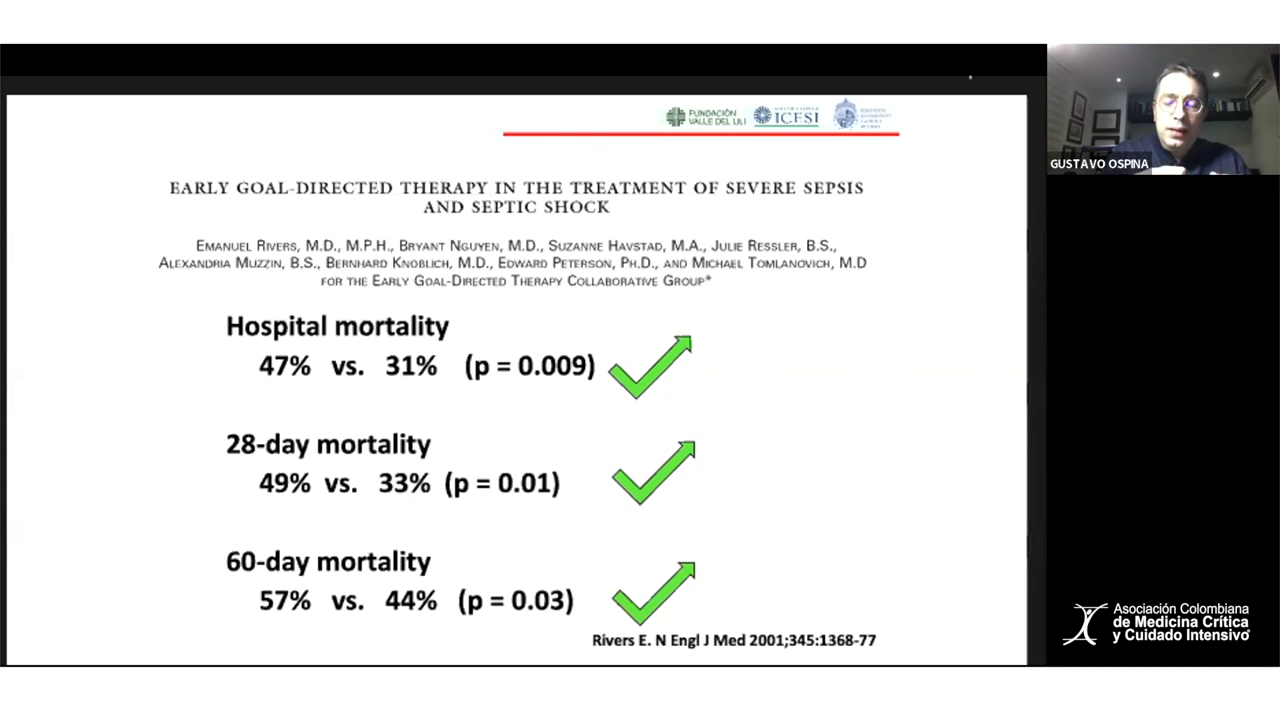 FUNDACIÓN
VALLE DEL LILI
UNIVERSIDAD
ICESI
EARLY GOAL-DIRECTED THERAPY IN THE TREATMENT OF SEVERE SEPSIS
AND SEPTIC SHOCK
EMANUEL RIVERS, M.D., M.P.H., BRYANT NGUYEN, M.D., SUZANNE HAVSTAD, M.A., JULIE RESSLER, B.S.,
ALEXANDRIA MUZZIN, B.S., BERNHARD KNOBLICH, M.D., EDWARD PETERSON, PH.D., AND MICHAEL TOMLANOVICH, M.D
FOR THE EARLY GOAL-DIRECTED THERAPY COLLABORATIVE GROUP*
Hospital mortality
47% vs. 31% (p = 0.009)
28-day mortality
49% vs. 33% (p = 0.01)
60-day mortality
57% vs. 44% (p = 0.03)
Rivers E. N Engl J Med 2001;345:1368-77
GUSTAVO OSPINA
Asociación Colombiana
de Medicina Crítica
y Cuidado Intensivo